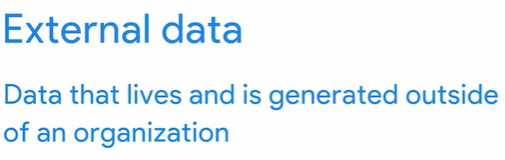 External data
Data that lives and is generated outside
of an organization